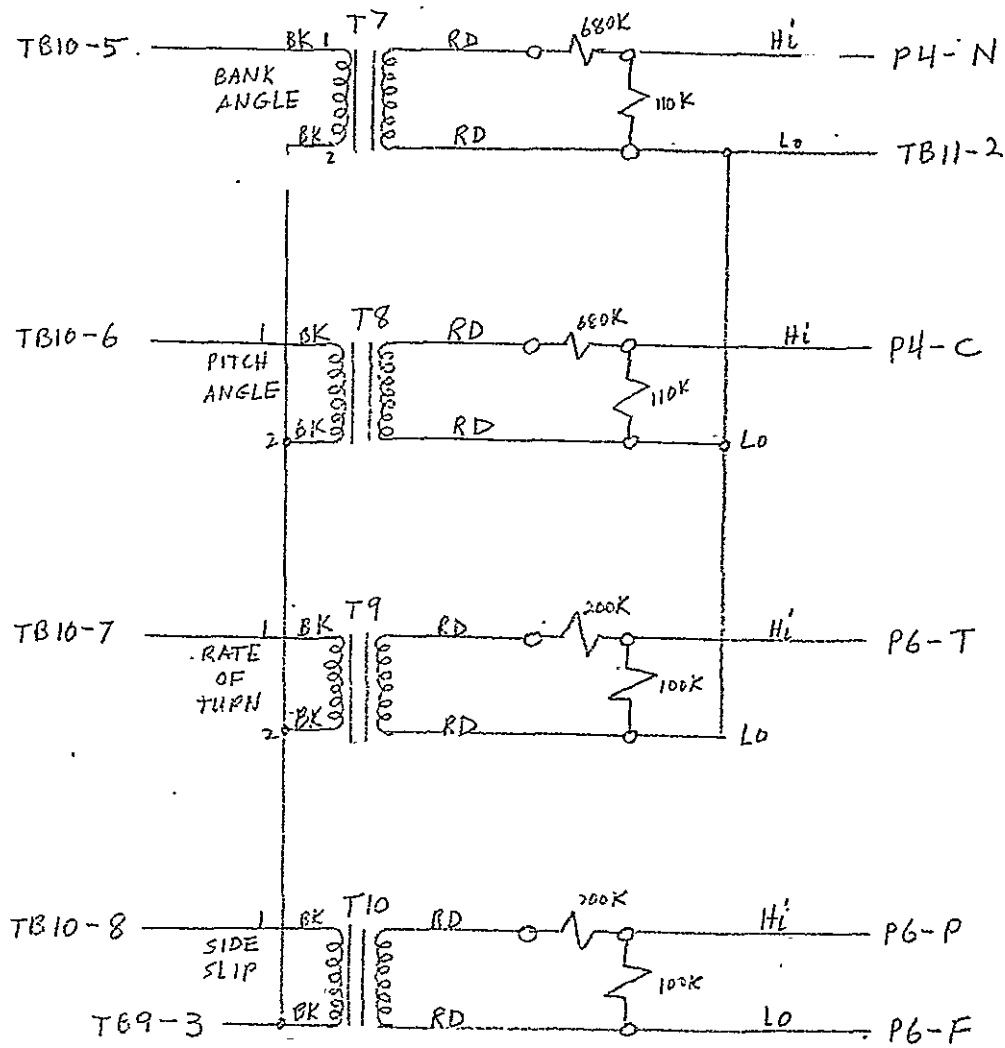 T7
TB10-5 BK 1 RD 680K Hi P4-N
BANK
ANGLE
110K
BK 2 RD Lo TB11-2
T8
TB10-6 1 BK RD 680K Hi P4-C
PITCH
ANGLE
110K
2 BK RD Lo
T9
TB10-7 1 BK RD 200K Hi P6-T
RATE
OF
TURN
100K
2 BK RD Lo
T10
TB10-8 1 BK RD 200K Hi P6-P
SIDE
SLIP
100K
TB9-3 BK RD Lo P6-F